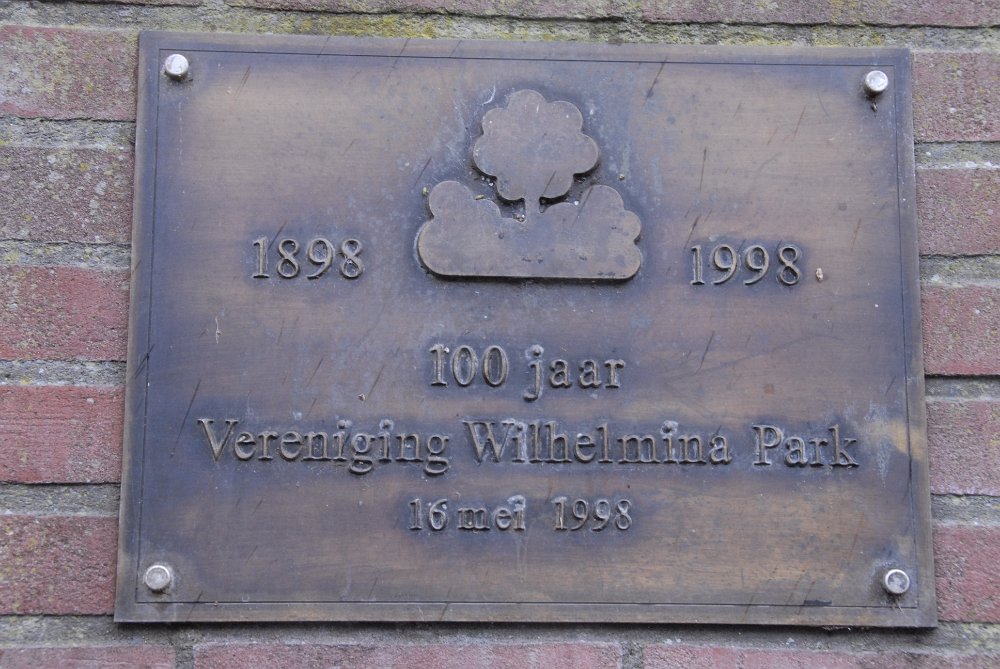 1898 1998
100 jaar
Vereniging Wilhelmina Park
16 mei 1998